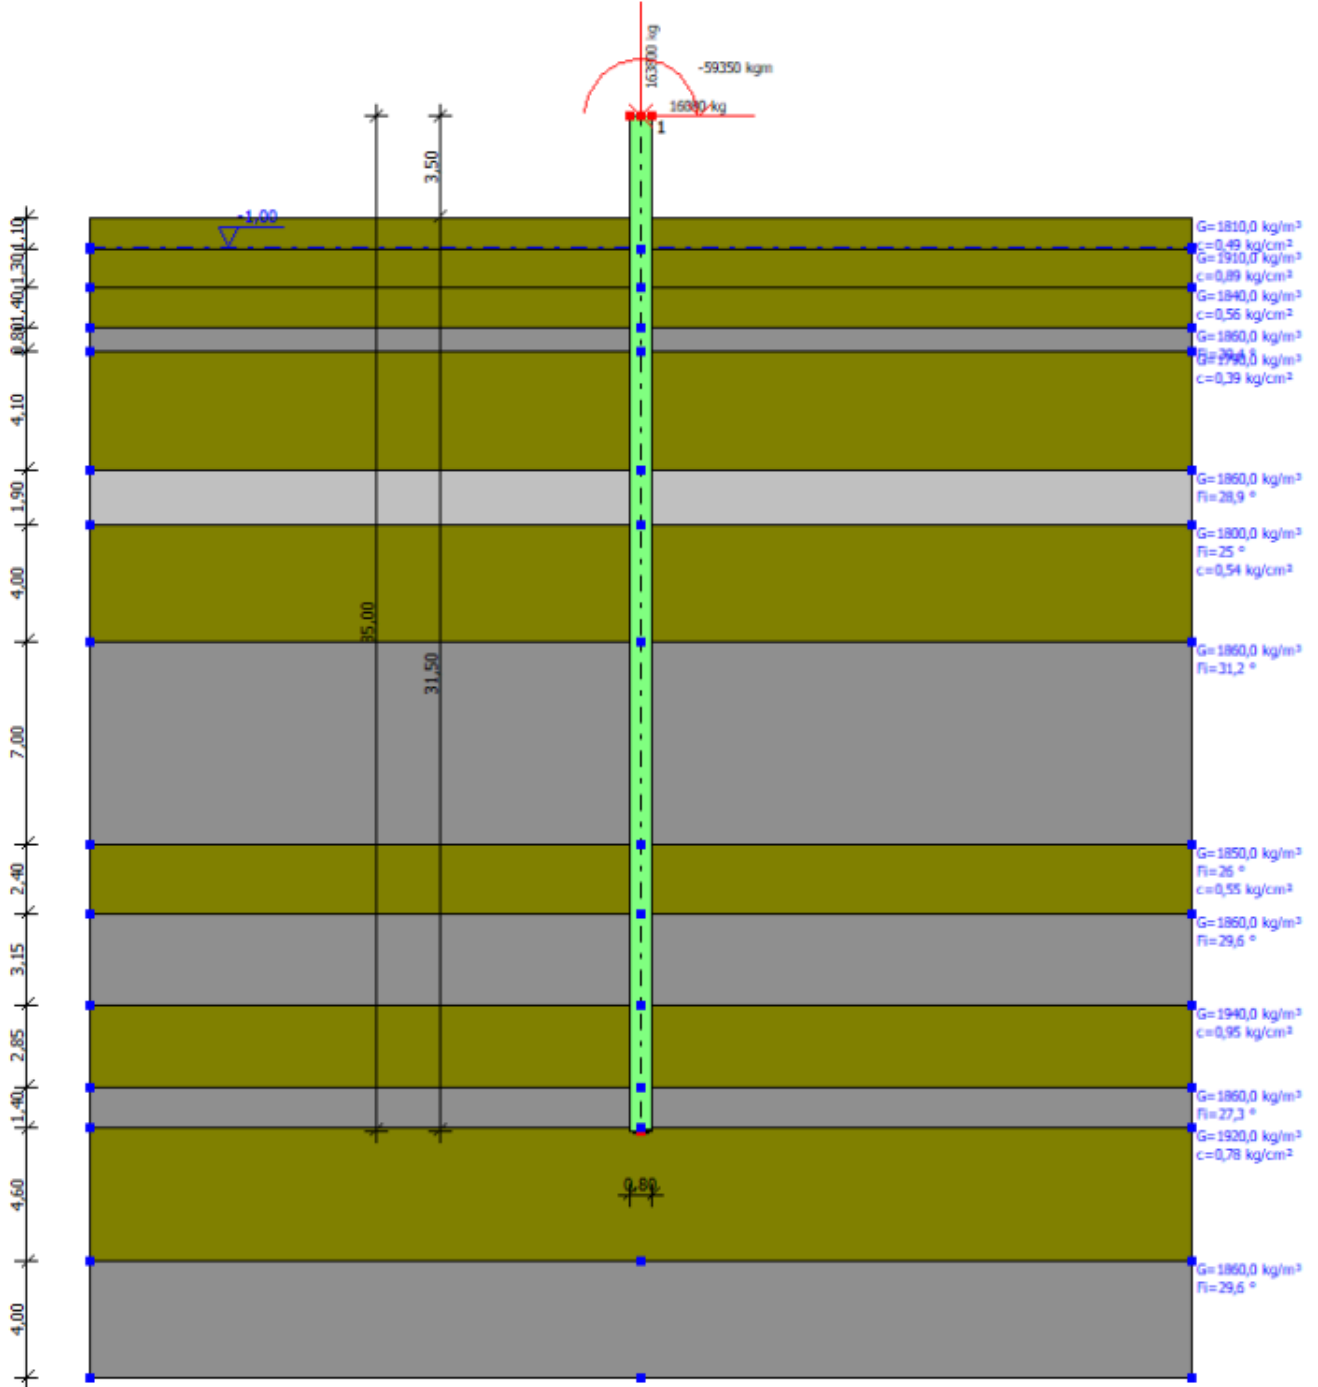 163800 kg
-59350 kgm
16880 kg
1
3,50
-1,00
1,10
G=1810,0 kg/m³
c=0,49 kg/cm²
1,30
G=1910,0 kg/m³
c=0,89 kg/cm²
1,40
G=1840,0 kg/m³
c=0,56 kg/cm²
0,80
G=1860,0 kg/m³
G=1790,0 kg/m³
c=0,39 kg/cm²
4,10
1,90
G=1860,0 kg/m³
Fi=28,9 °
4,00
G=1800,0 kg/m³
Fi=25 °
c=0,54 kg/cm²
35,00
31,50
G=1860,0 kg/m³
Fi=31,2 °
7,00
2,40
G=1850,0 kg/m³
Fi=26 °
c=0,55 kg/cm²
3,15
G=1860,0 kg/m³
Fi=29,6 °
2,85
G=1940,0 kg/m³
c=0,95 kg/cm²
1,40
G=1860,0 kg/m³
Fi=27,3 °
G=1920,0 kg/m³
c=0,78 kg/cm²
4,60
0,80
4,00
G=1860,0 kg/m³
Fi=29,6 °